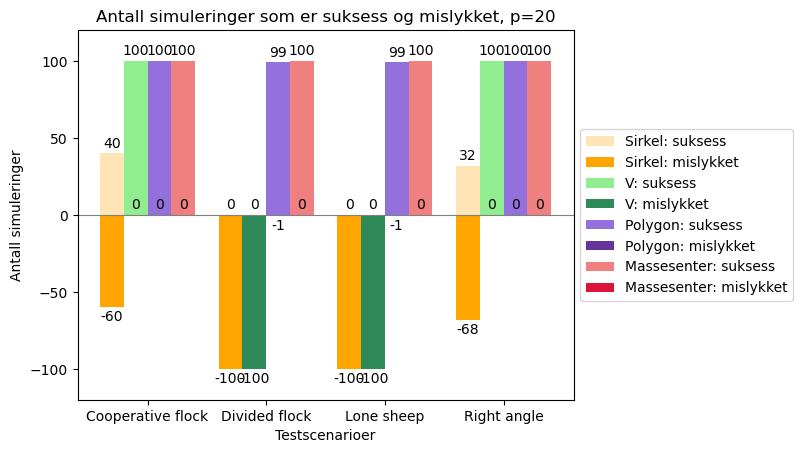 Antall simuleringer som er suksess og mislykket, p=20
Antall simuleringer
100
50
0
−50
−100
40
100
100
100
0
0
0
-60
0
0
99
100
-1
0
-100
-100
0
0
99
100
-1
0
-100
-100
32
100
100
100
0
0
0
-68
Cooperative flock
Divided flock
Lone sheep
Right angle
Testscenarioer
Sirkel: suksess
Sirkel: mislykket
V: suksess
V: mislykket
Polygon: suksess
Polygon: mislykket
Massesenter: suksess
Massesenter: mislykket